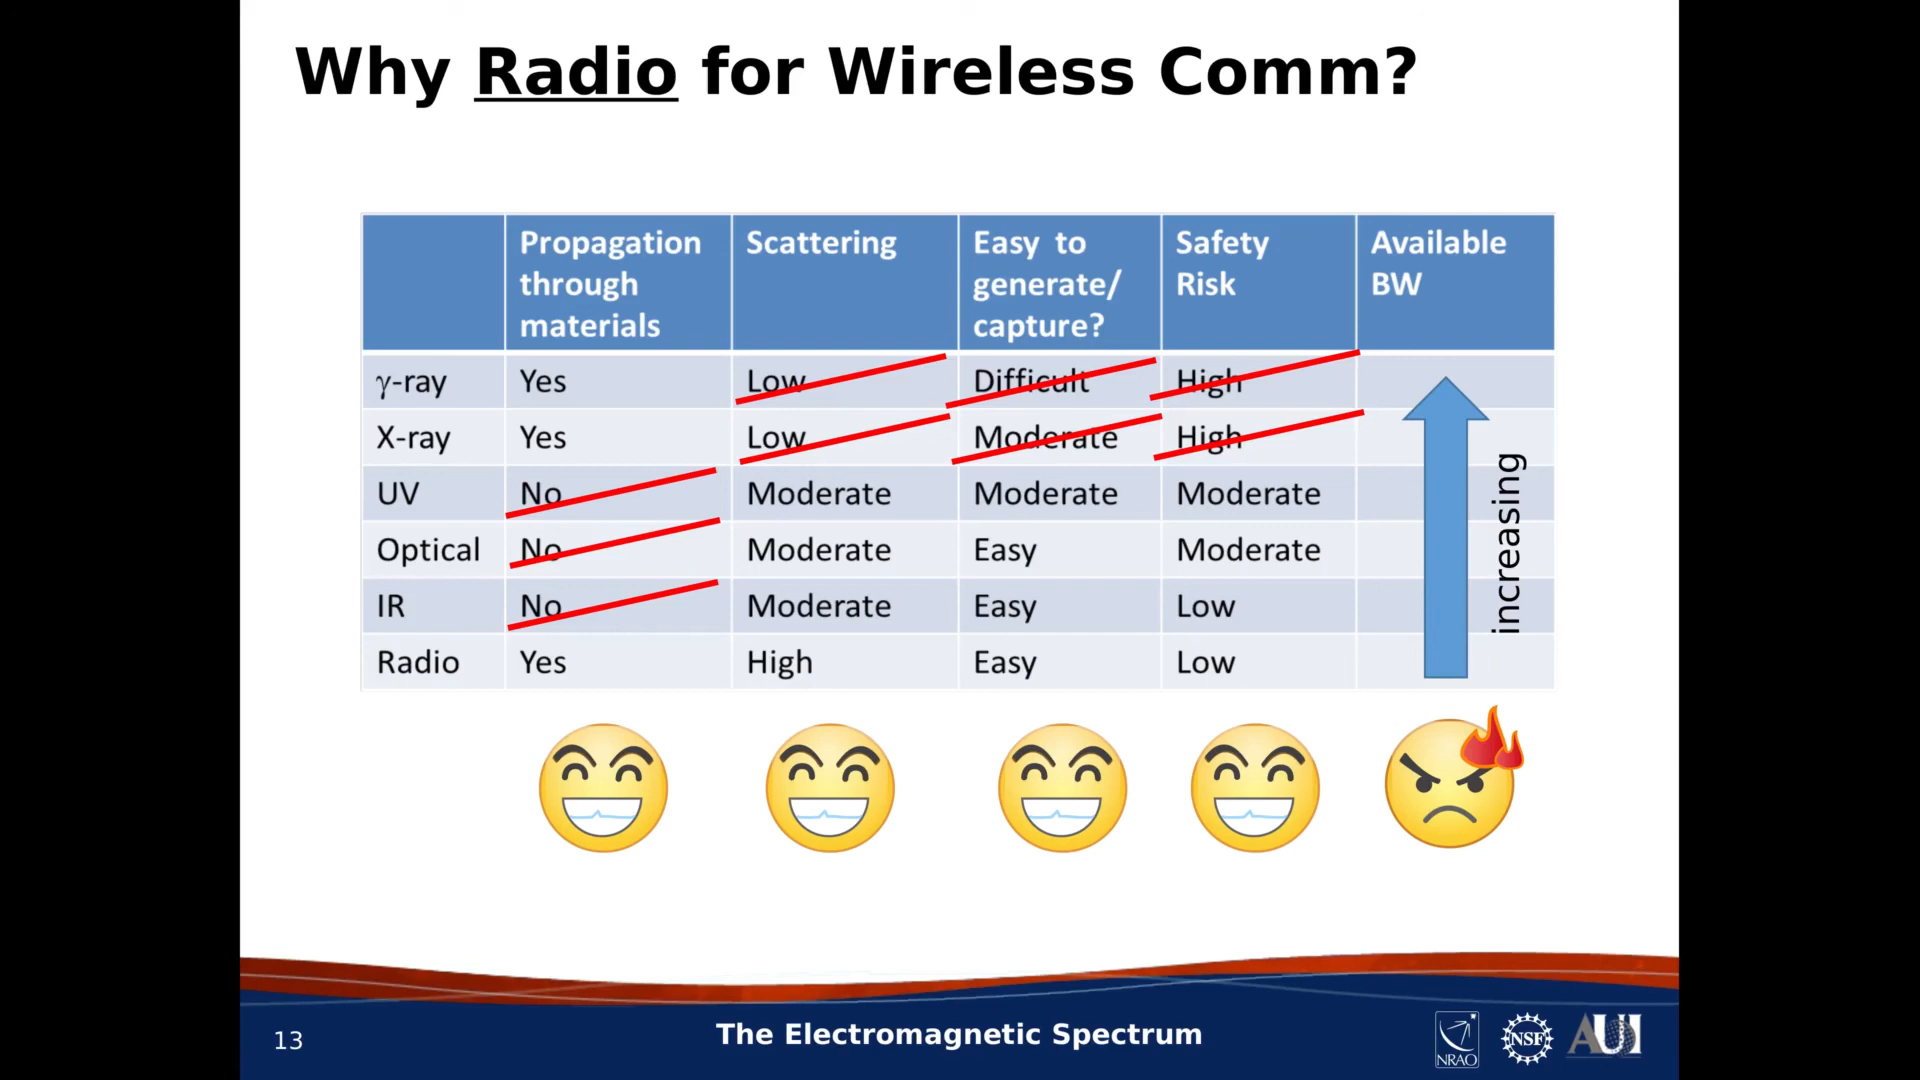 Why Radio for Wireless Comm?
Propagation through materials Scattering Easy to generate/ capture? Safety Risk Available BW
γ-ray Yes Low Difficult High
X-ray Yes Low Moderate High
UV No Moderate Moderate Moderate
Optical No Moderate Easy Moderate
IR No Moderate Easy Low
Radio Yes High Easy Low
increasing
13
The Electromagnetic Spectrum
NRAO
NSF
AUI